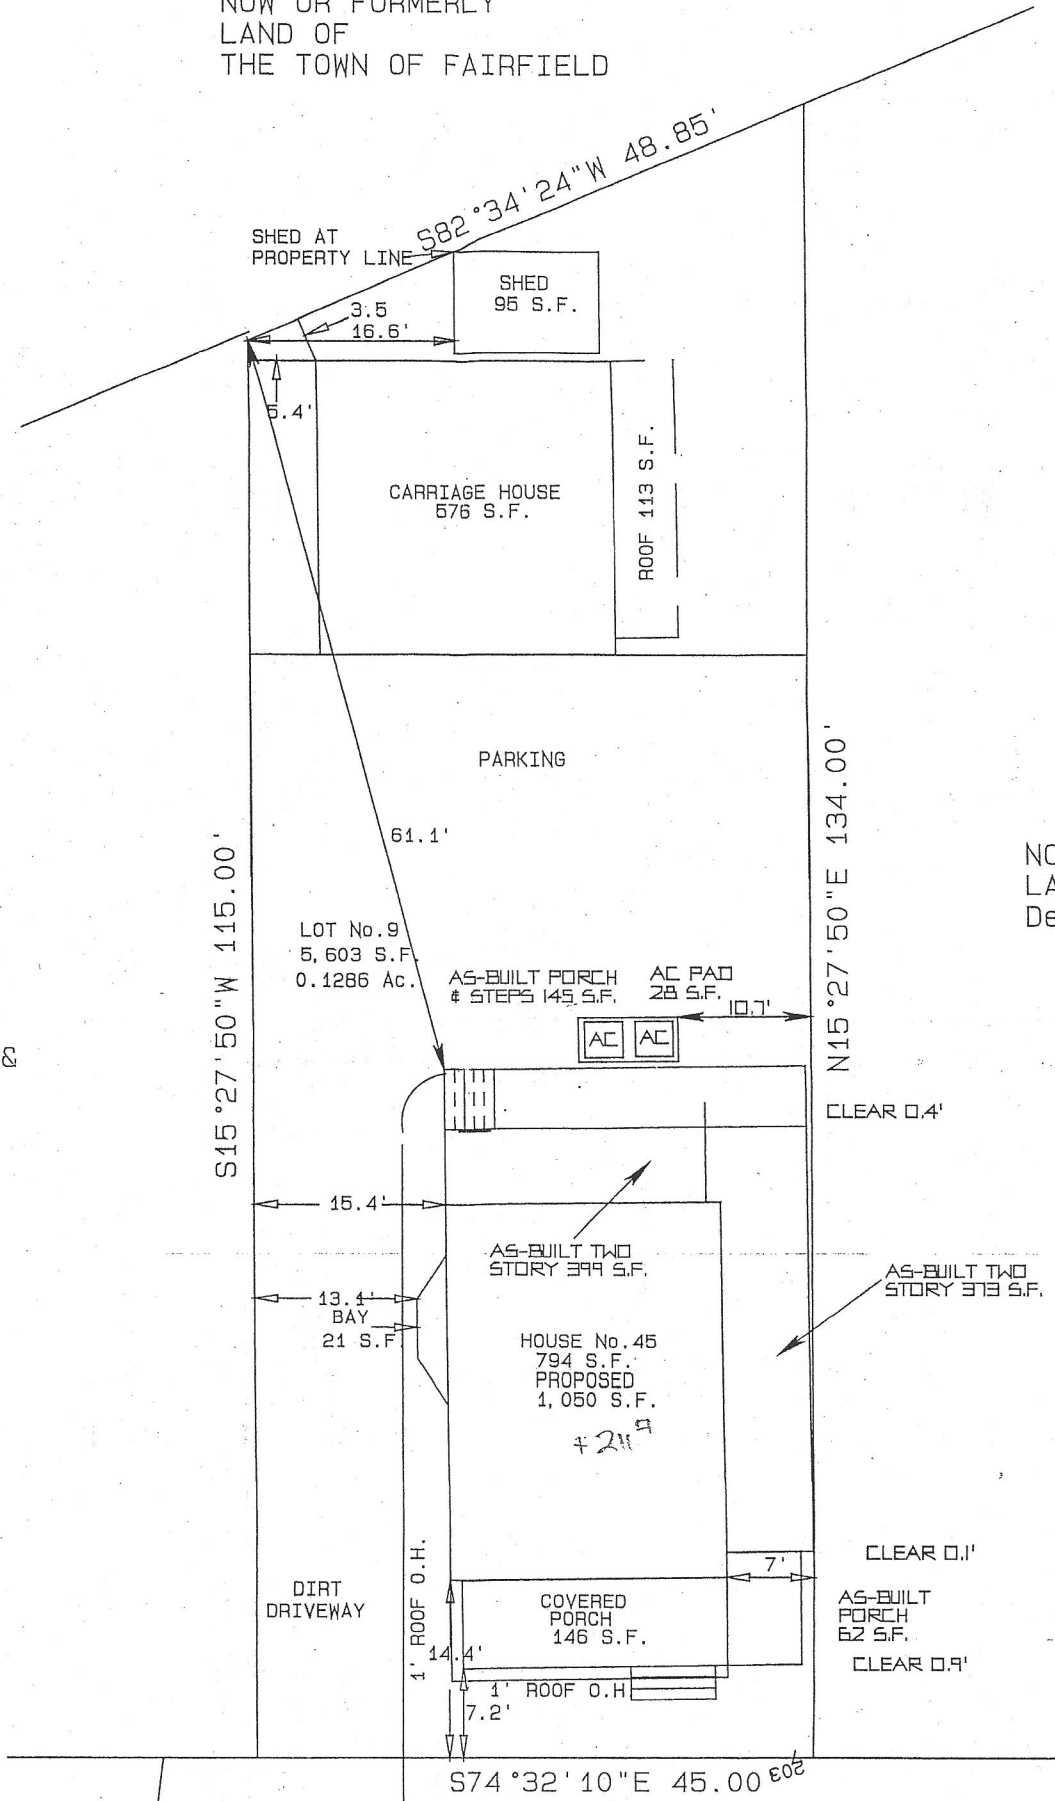 NOW OR FORMERLY
LAND OF
THE TOWN OF FAIRFIELD
S82°34'24"W 48.85'
SHED AT
PROPERTY LINE
SHED
95 S.F.
3.5
16.6'
5.4'
CARRIAGE HOUSE
576 S.F.
ROOF 113 S.F.
PARKING
61.1'
S15°27'50"W 115.00'
N15°27'50"E 134.00'
NO
LA
De
LOT No.9
5,603 S.F.
0.1286 Ac.
AS-BUILT PORCH
& STEPS 145 S.F.
AC PAD
28 S.F.
10.7'
AC
AC
&
CLEAR 0.4'
15.4'
AS-BUILT TWO
STORY 399 S.F.
AS-BUILT TWO
STORY 373 S.F.
13.1'
BAY
21 S.F.
HOUSE No.45
794 S.F.
PROPOSED
1,050 S.F.
CLEAR 0.1'
7'
1' ROOF O.H.
DIRT
DRIVEWAY
COVERED
PORCH
146 S.F.
AS-BUILT
PORCH
62 S.F.
14.4'
CLEAR 0.9'
1' ROOF O.H
7.2'
S74°32'10"E 45.00
203'